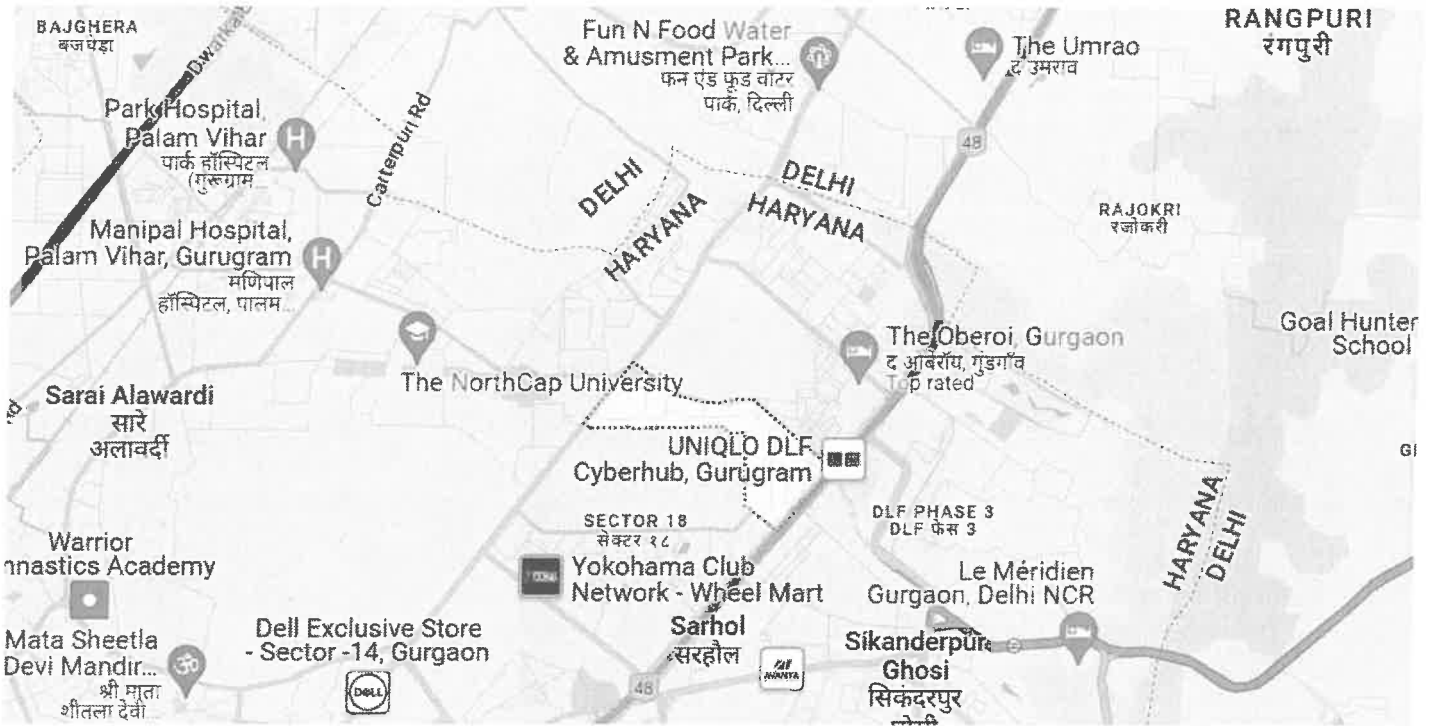 BAJGHERA
बजघेड़ा
Dwarka
Park Hospital,
Palam Vihar
पार्क हॉस्पिटल
(गुरूग्राम...
Carterpuri Rd
Manipal Hospital,
Palam Vihar, Gurugram
मणिपाल
हॉस्पिटल, पालम...
The NorthCap University
Sarai Alawardi
सारे
अलावर्दी
Warrior
nnastics Academy
Mata Sheetla
Devi Mandir...
श्री माता
शीतला देवी...
Dell Exclusive Store
- Sector -14, Gurgaon
DELL
Fun N Food Water
& Amusment Park...
फन एंड फूड वॉटर
पार्क, दिल्ली
The Umrao
द उमराव
48
RANGPURI
रंगपुरी
DELHI
HARYANA
DELHI
HARYANA
RAJOKRI
रजोकरी
The Oberoi, Gurgaon
द ओबेरॉय, गुड़गाँव
Top rated
Goal Hunter
School
UNIQLO DLF
Cyberhub, Gurugram
SECTOR 18
सेक्टर १८
DLF PHASE 3
DLF फेस 3
HARYANA
DELHI
Yokohama Club
Network - Wheel Mart
Le Méridien
Gurgaon, Delhi NCR
Sarhol
सरहौल
48
Sikanderpur
Ghosi
सिकंदरपुर